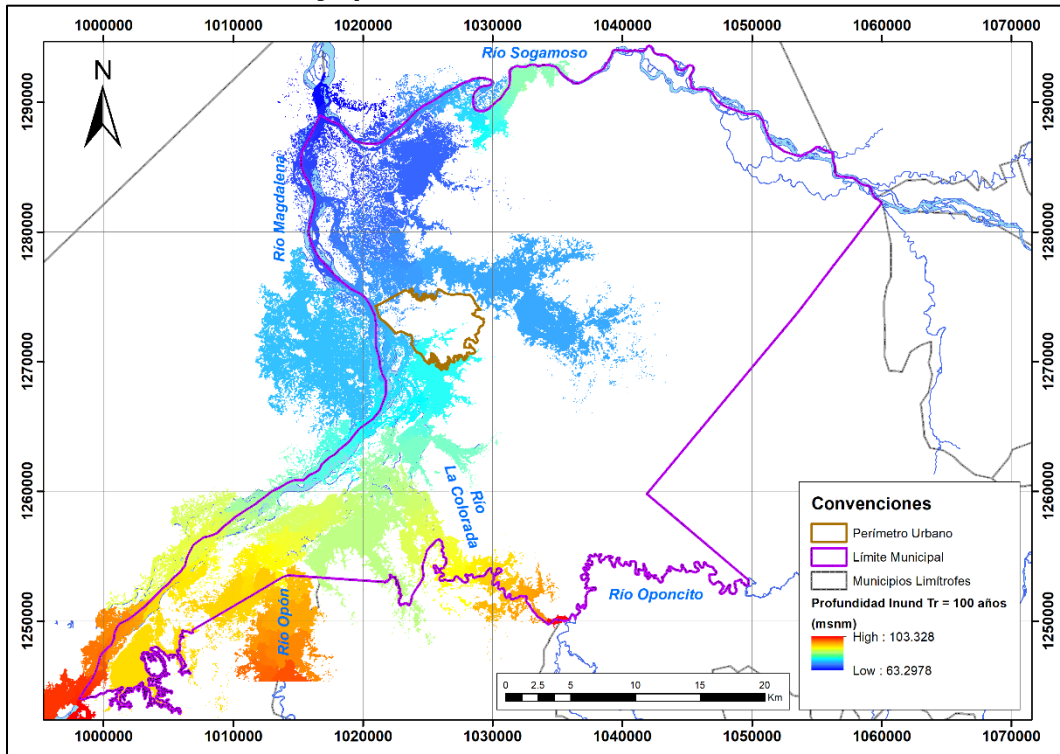 1000000 1010000 1020000 1030000 1040000 1050000 1060000 1070000
Río Sogamoso
N
1290000
1290000
Río Magdalena
1280000
1280000
1270000
1270000
1260000
1260000
Río
La Colorada
Convenciones
Perímetro Urbano
Límite Municipal
Municipios Limítrofes
Profundidad Inund Tr = 100 años
(msnm)
High : 103.328
Low : 63.2978
Río Opón
Río Oponcito
1250000
1250000
0 2.5 5 10 15 20
Km
1000000 1010000 1020000 1030000 1040000 1050000 1060000 1070000